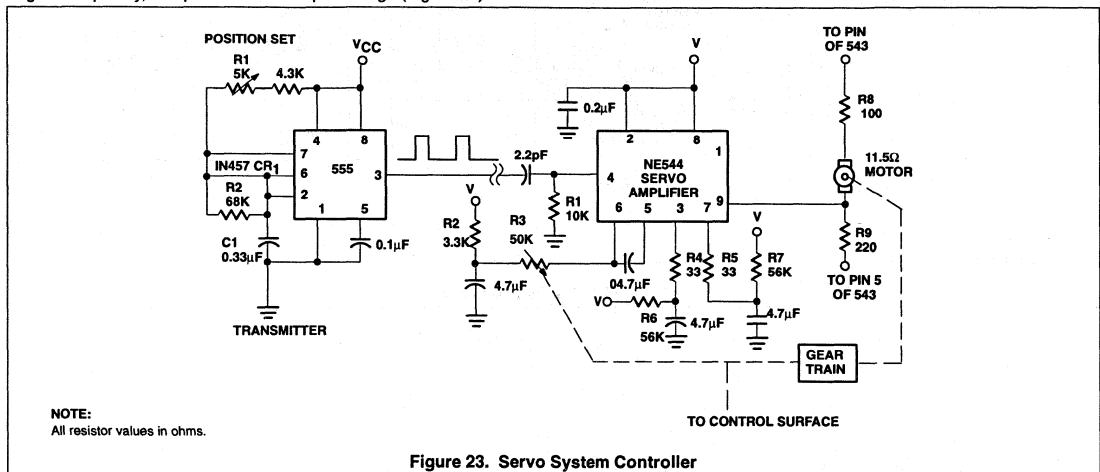 POSITION SET
R1
5K
4.3K
VCC
4
8
7
6
2
3
1
5
555
IN457 CR1
R2
68K
C1
0.33μF
0.1μF
TRANSMITTER
2.2pF
R1
10K
V
R2
3.3K
R3
50K
4.7μF
V
0.2μF
2
8
1
4
9
6
5
3
7
NE544
SERVO
AMPLIFIER
04.7μF
R4
33
R5
33
V
R7
56K
V
R6
56K
4.7μF
4.7μF
TO PIN
OF 543
R8
100
11.5Ω
MOTOR
R9
220
TO PIN 5
OF 543
GEAR
TRAIN
TO CONTROL SURFACE
NOTE:
All resistor values in ohms.
Figure 23. Servo System Controller